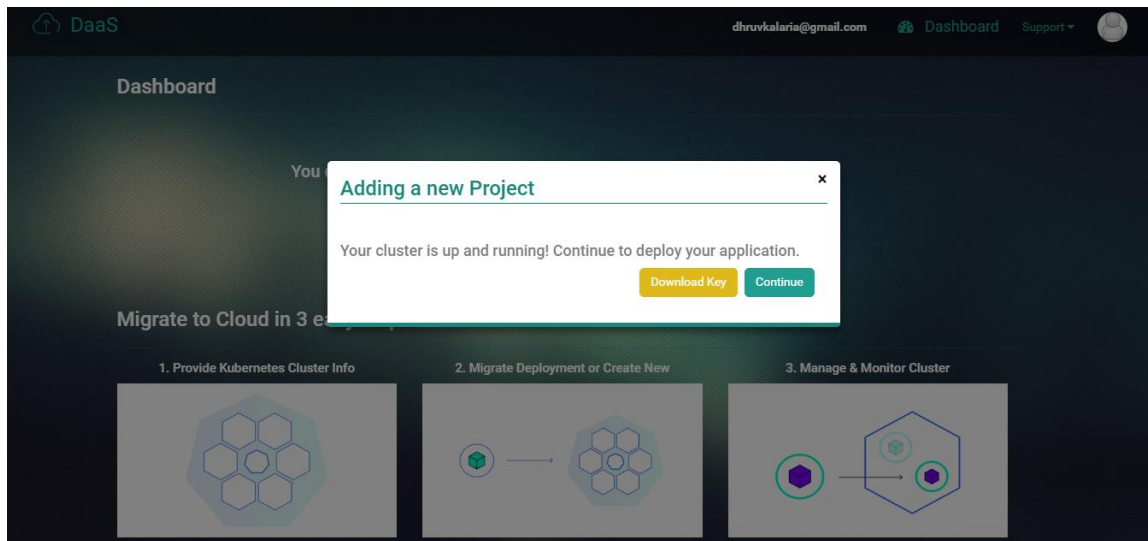 DaaS
dhruvkalaria@gmail.com Dashboard Support
Dashboard
You
Adding a new Project ×
Your cluster is up and running! Continue to deploy your application.
Download Key Continue
Migrate to Cloud in 3
1. Provide Kubernetes Cluster Info 2. Migrate Deployment or Create New 3. Manage & Monitor Cluster